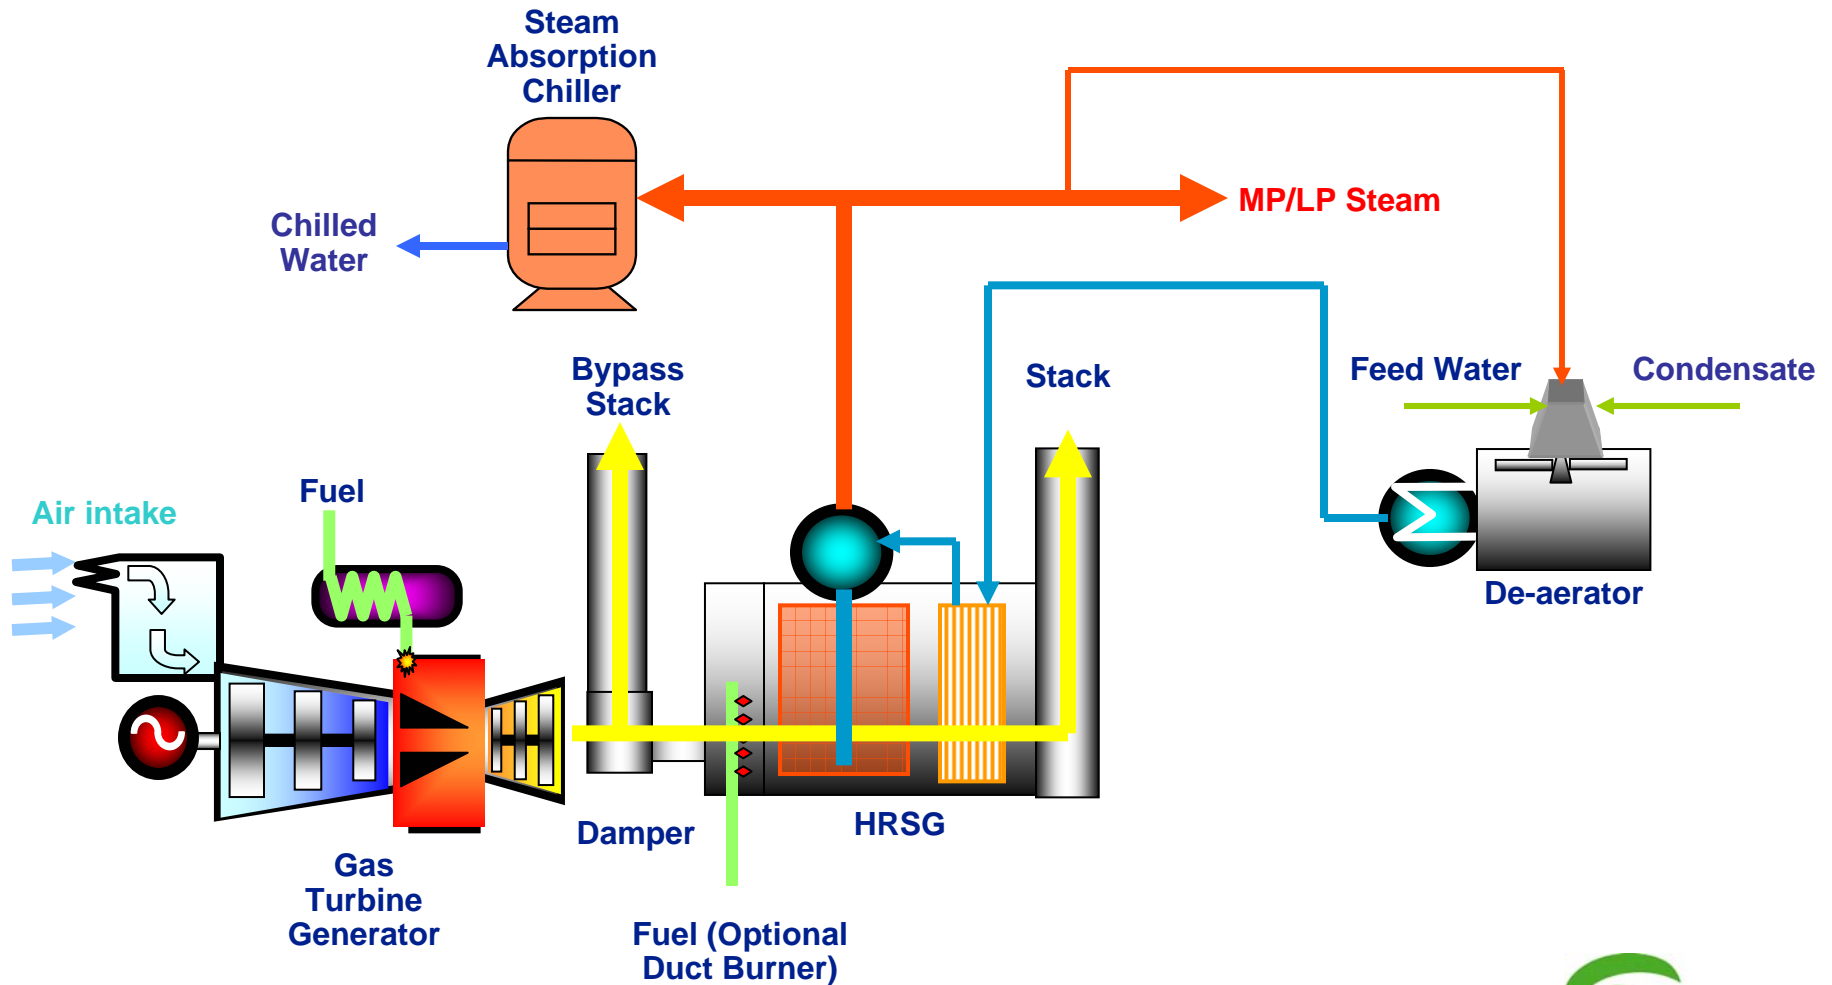 Steam
Absorption
Chiller
MP/LP Steam
Chilled
Water
Bypass
Stack
Stack
Feed Water
Condensate
Fuel
Air intake
De-aerator
Damper
HRSG
Gas
Turbine
Generator
Fuel (Optional
Duct Burner)